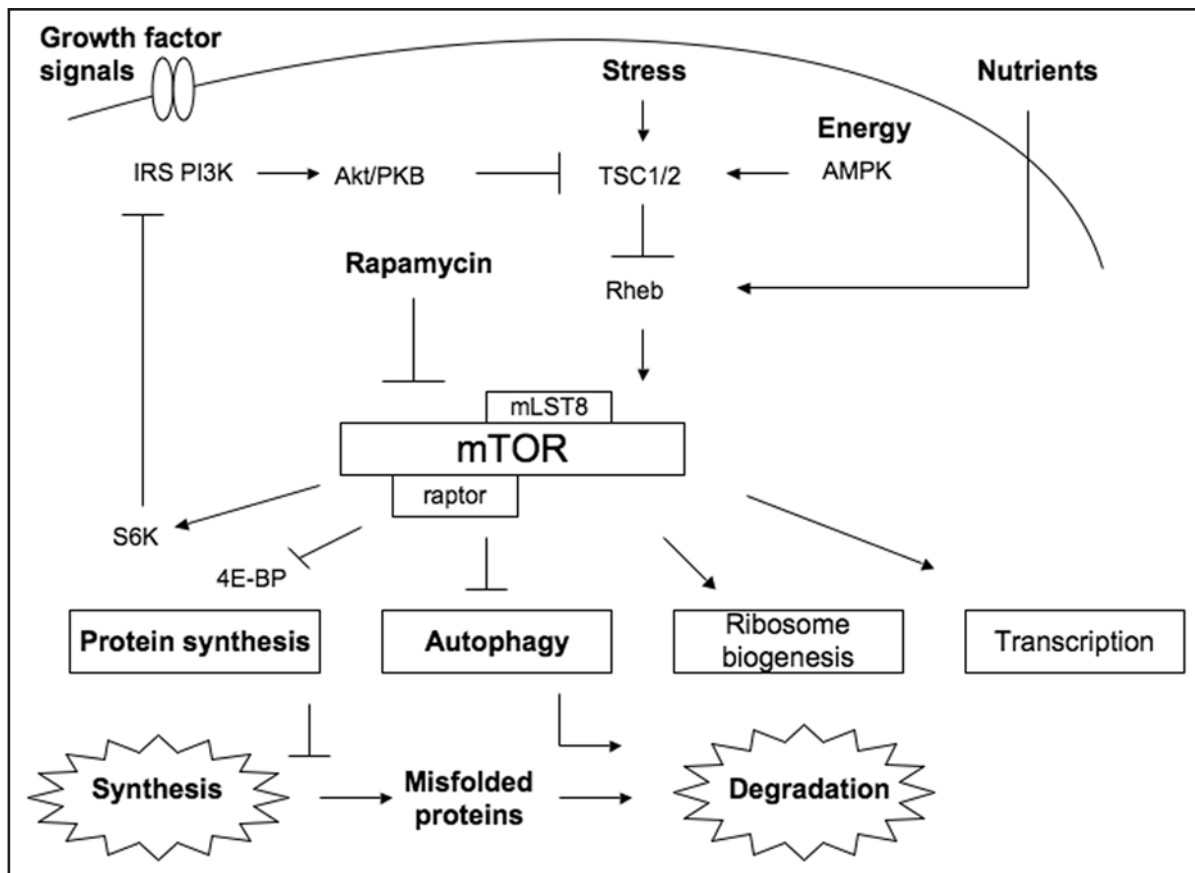 Growth factor
signals
Stress
Nutrients
Energy
IRS PI3K
Akt/PKB
TSC1/2
AMPK
Rapamycin
Rheb
mLST8
mTOR
raptor
S6K
4E-BP
Protein synthesis
Autophagy
Ribosome
biogenesis
Transcription
Synthesis
Misfolded
proteins
Degradation